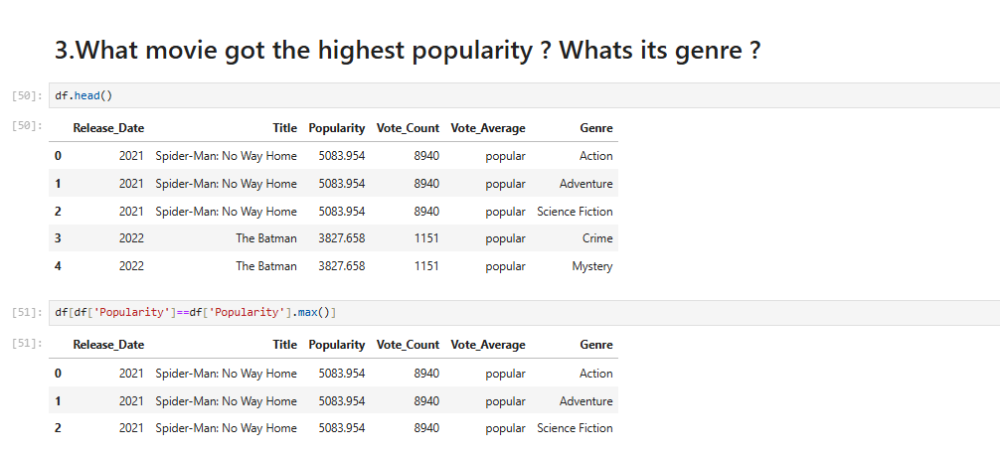 3.What movie got the highest popularity ? Whats its genre ?
[50]: df.head()
[50]: Release_Date Title Popularity Vote_Count Vote_Average Genre
0 2021 Spider-Man: No Way Home 5083.954 8940 popular Action
1 2021 Spider-Man: No Way Home 5083.954 8940 popular Adventure
2 2021 Spider-Man: No Way Home 5083.954 8940 popular Science Fiction
3 2022 The Batman 3827.658 1151 popular Crime
4 2022 The Batman 3827.658 1151 popular Mystery
[51]: df[df['Popularity']==df['Popularity'].max()]
[51]: Release_Date Title Popularity Vote_Count Vote_Average Genre
0 2021 Spider-Man: No Way Home 5083.954 8940 popular Action
1 2021 Spider-Man: No Way Home 5083.954 8940 popular Adventure
2 2021 Spider-Man: No Way Home 5083.954 8940 popular Science Fiction